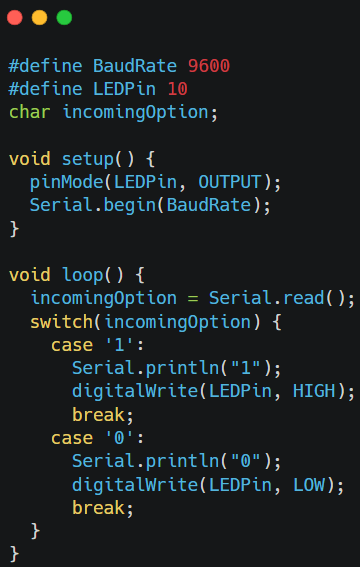 #define BaudRate 9600
#define LEDPin 10
char incomingOption;

void setup() {
  pinMode(LEDPin, OUTPUT);
  Serial.begin(BaudRate);
}

void loop() {
  incomingOption = Serial.read();
  switch(incomingOption) {
    case '1':
      Serial.println("1");
      digitalWrite(LEDPin, HIGH);
      break;
    case '0':
      Serial.println("0");
      digitalWrite(LEDPin, LOW);
      break;
  }
}